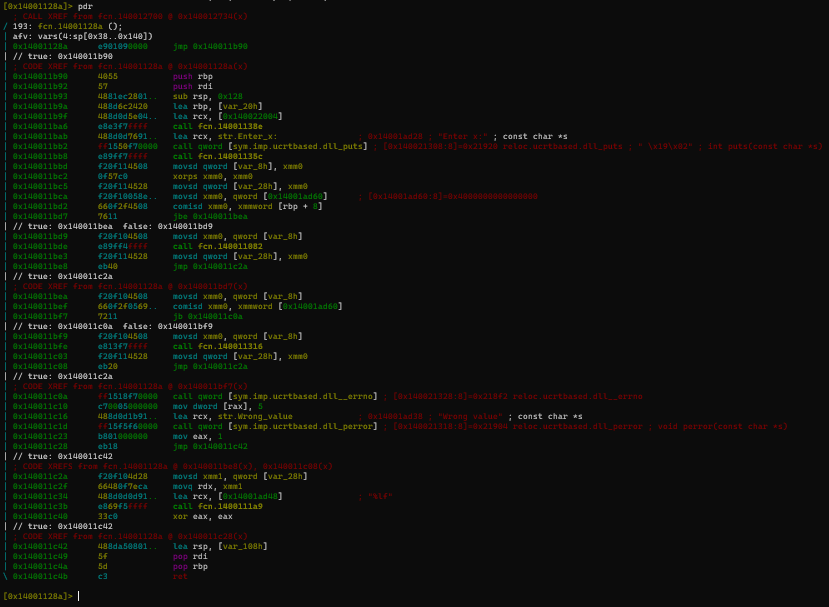 [0x14001128a]> pdr
; CALL XREF from fcn.140012700 @ 0x140012734(x)
/ 193: fcn.14001128a ();
| afv: vars(4:sp[0x38..0x140])
| 0x14001128a e901090000 jmp 0x140011b90
| // true: 0x140011b90
| ; CODE XREF from fcn.14001128a @ 0x14001128a(x)
| 0x140011b90 4055 push rbp
| 0x140011b92 57 push rdi
| 0x140011b93 4881ec2801.. sub rsp, 0x128
| 0x140011b9a 488d6c2420 lea rbp, [var_20h]
| 0x140011b9f 488d0d5e04.. lea rcx, [0x140022004]
| 0x140011ba6 e8e3f7ffff call fcn.14001138e
| 0x140011bab 488d0d7691.. lea rcx, str.Enter_x: ; 0x14001ad28 ; "Enter x:" ; const char *s
| 0x140011bb2 ff1550f70000 call qword [sym.imp.ucrtbased.dll_puts] ; [0x140021308:8]=0x21920 reloc.ucrtbased.dll_puts ; " \x19\x02" ; int puts(const char *s)
| 0x140011bb8 e89ff7ffff call fcn.14001135c
| 0x140011bbd f20f114508 movsd qword [var_8h], xmm0
| 0x140011bc2 0f57c0 xorps xmm0, xmm0
| 0x140011bc5 f20f114528 movsd qword [var_28h], xmm0
| 0x140011bca f20f10058e.. movsd xmm0, qword [0x14001ad60] ; [0x14001ad60:8]=0x4000000000000000
| 0x140011bd2 660f2f4508 comisd xmm0, xmmword [rbp + 8]
| 0x140011bd7 7611 jbe 0x140011bea
| // true: 0x140011bea false: 0x140011bd9
| 0x140011bd9 f20f104508 movsd xmm0, qword [var_8h]
| 0x140011bde e89ff4ffff call fcn.140011082
| 0x140011be3 f20f114528 movsd qword [var_28h], xmm0
| 0x140011be8 eb40 jmp 0x140011c2a
| // true: 0x140011c2a
| ; CODE XREF from fcn.14001128a @ 0x140011bd7(x)
| 0x140011bea f20f104508 movsd xmm0, qword [var_8h]
| 0x140011bef 660f2f0569.. comisd xmm0, xmmword [0x14001ad60]
| 0x140011bf7 7211 jb 0x140011c0a
| // true: 0x140011c0a false: 0x140011bf9
| 0x140011bf9 f20f104508 movsd xmm0, qword [var_8h]
| 0x140011bfe e813f7ffff call fcn.140011316
| 0x140011c03 f20f114528 movsd qword [var_28h], xmm0
| 0x140011c08 eb20 jmp 0x140011c2a
| // true: 0x140011c2a
| ; CODE XREF from fcn.14001128a @ 0x140011bf7(x)
| 0x140011c0a ff1518f70000 call qword [sym.imp.ucrtbased.dll__errno] ; [0x140021328:8]=0x218f2 reloc.ucrtbased.dll__errno
| 0x140011c10 c70005000000 mov dword [rax], 5
| 0x140011c16 488d0d1b91.. lea rcx, str.Wrong_value ; 0x14001ad38 ; "Wrong value" ; const char *s
| 0x140011c1d ff15f5f60000 call qword [sym.imp.ucrtbased.dll_perror] ; [0x140021318:8]=0x21904 reloc.ucrtbased.dll_perror ; void perror(const char *s)
| 0x140011c23 b801000000 mov eax, 1
| 0x140011c28 eb18 jmp 0x140011c42
| // true: 0x140011c42
| ; CODE XREFS from fcn.14001128a @ 0x140011be8(x), 0x140011c08(x)
| 0x140011c2a f20f104d28 movsd xmm1, qword [var_28h]
| 0x140011c2f 66480f7eca movq rdx, xmm1
| 0x140011c34 488d0d0d91.. lea rcx, [0x14001ad48] ; "%lf"
| 0x140011c3b e869f5ffff call fcn.1400111a9
| 0x140011c40 33c0 xor eax, eax
| // true: 0x140011c42
| ; CODE XREF from fcn.14001128a @ 0x140011c28(x)
| 0x140011c42 488da50801.. lea rsp, [var_108h]
| 0x140011c49 5f pop rdi
| 0x140011c4a 5d pop rbp
\ 0x140011c4b c3 ret
[0x14001128a]>